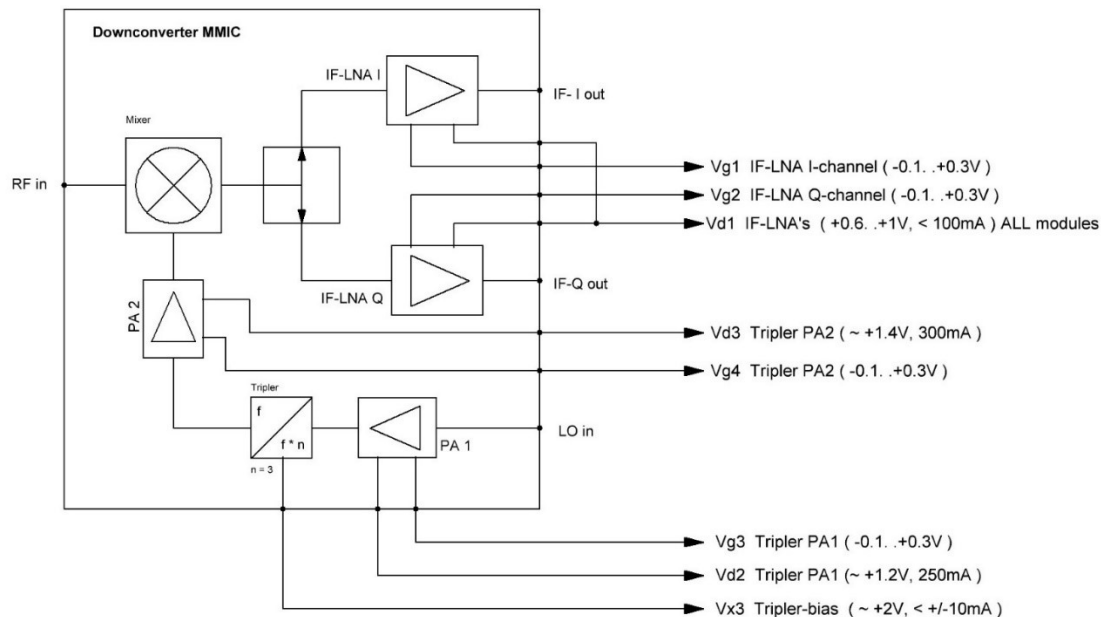 Downconverter MMIC
IF-LNA I
IF- I out
Mixer
RF in
Vg1 IF-LNA I-channel ( -0.1. .+0.3V )
Vg2 IF-LNA Q-channel ( -0.1. .+0.3V )
Vd1 IF-LNA's ( +0.6. .+1V, < 100mA ) ALL modules
IF-LNA Q
IF-Q out
PA 2
Vd3 Tripler PA2 ( ~ +1.4V, 300mA )
Vg4 Tripler PA2 ( -0.1. .+0.3V )
Tripler
f
f * n
n = 3
PA 1
LO in
Vg3 Tripler PA1 ( -0.1. .+0.3V )
Vd2 Tripler PA1 (~ +1.2V, 250mA )
Vx3 Tripler-bias ( ~ +2V, < +/-10mA )